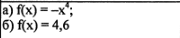 а) f(x) = –x⁴;
б) f(x) = 4,6